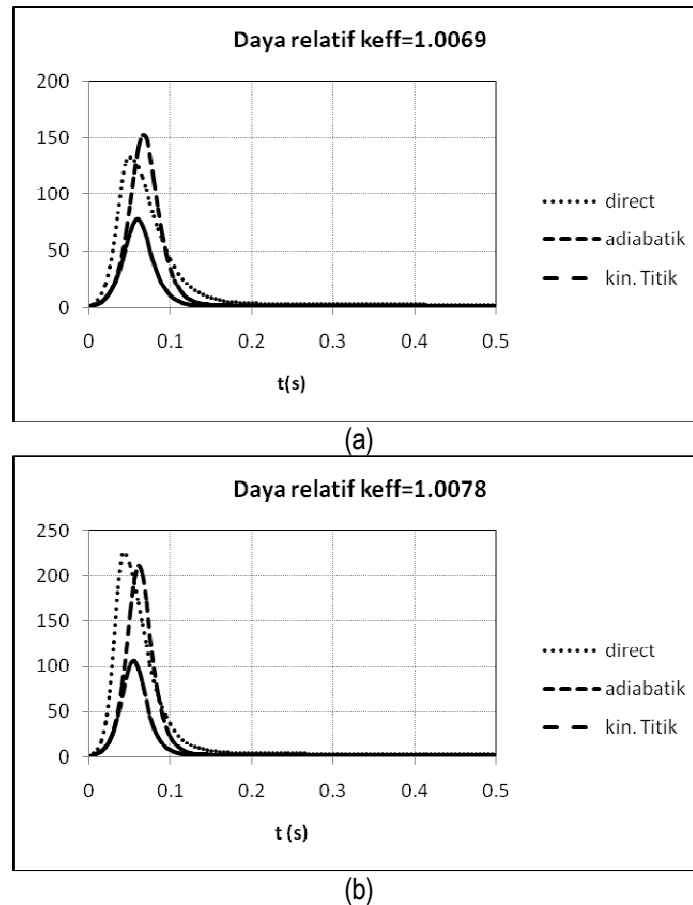 Daya relatif keff=1.0069
200
150
100
50
0
0 0.1 0.2 0.3 0.4 0.5
t(s)
direct
adiabatik
kin. Titik
(a)
Daya relatif keff=1.0078
250
200
150
100
50
0
0 0.1 0.2 0.3 0.4 0.5
t (s)
direct
adiabatik
kin. Titik
(b)